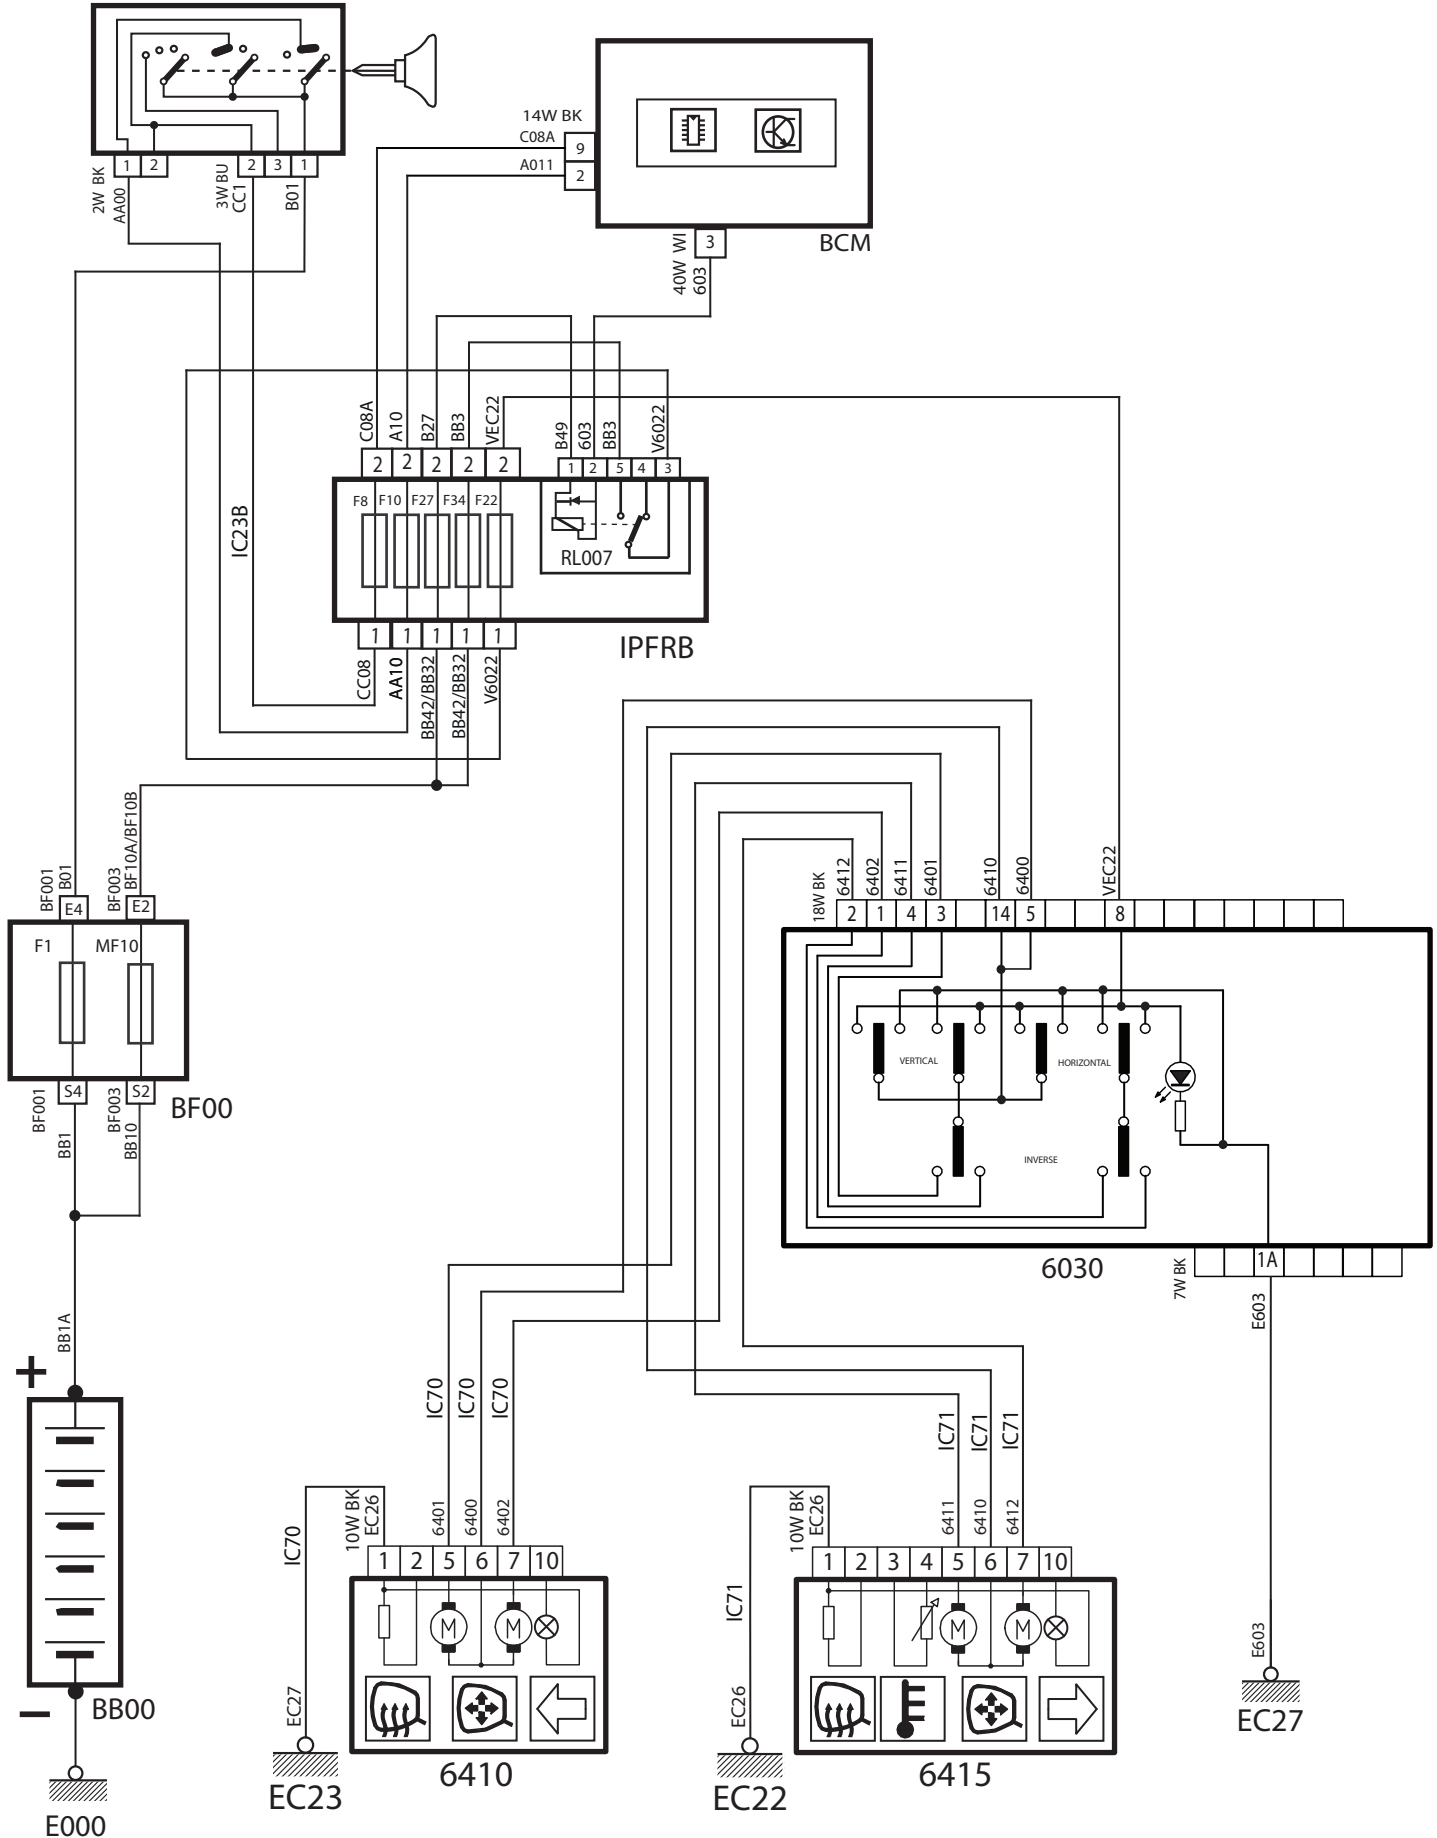 1
2
2
3
1
2W BK
AA00
3W BU
CC1
B01
14W BK
C08A
9
A011
2
BCM
3
40W WI
603
C08A
A10
B27
BB3
VEC22
B49
603
BB3
V6022
2
2
2
2
2
1
2
5
4
3
F8
F10
F27
F34
F22
RL007
IC23B
1
1
1
1
1
IPFRB
CC08
AA10
BB42/BB32
BB42/BB32
V6022
BF001
B01
BF003
BF10A/BF10B
E4
E2
F1
MF10
S4
S2
BF00
BF001
BB1
BF003
BB10
18W BK
6412
6402
6411
6401
6410
6400
VEC22
2
1
4
3
14
5
8
VERTICAL
HORIZONTAL
INVERSE
6030
1A
7W BK
E603
BB1A
+
−
BB00
E000
IC70
IC70
IC70
IC71
IC71
IC71
IC70
10W BK
EC26
6401
6400
6402
1
2
5
6
7
10
M
M
EC27
EC23
6410
IC71
10W BK
EC26
6411
6410
6412
1
2
3
4
5
6
7
10
M
M
EC26
EC22
6415
E603
EC27